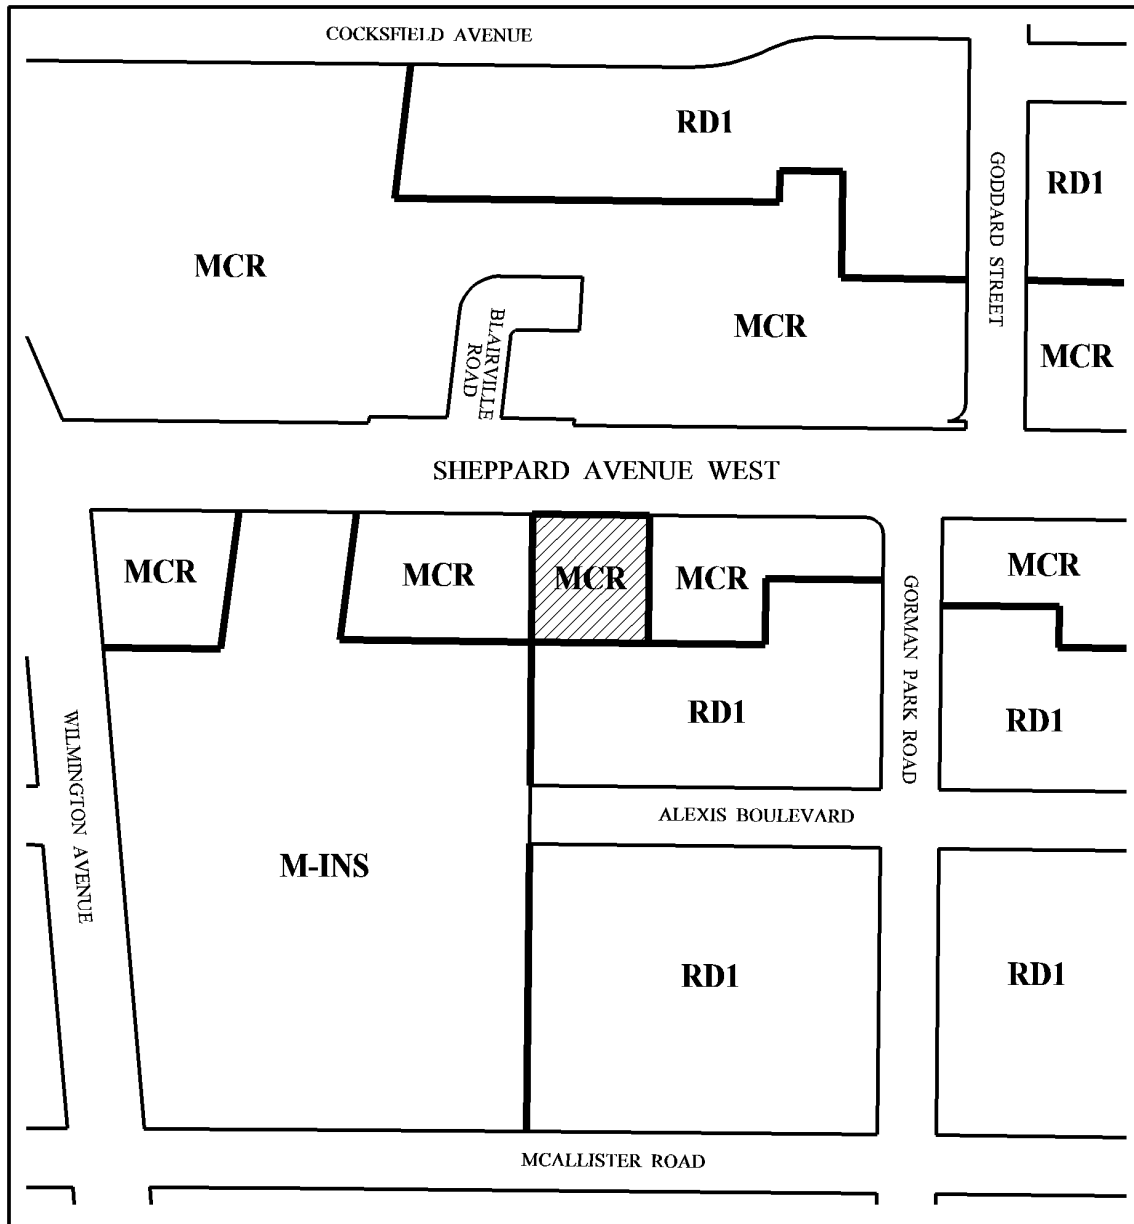 COCKSFIELD AVENUE
RD1
GODDARD STREET
RD1
MCR
BLAIRVILLE
ROAD
MCR
MCR
SHEPPARD AVENUE WEST
MCR
MCR
MCR
MCR
MCR
GORMAN PARK ROAD
WILMINGTON AVENUE
RD1
RD1
ALEXIS BOULEVARD
M-INS
RD1
RD1
MCALLISTER ROAD